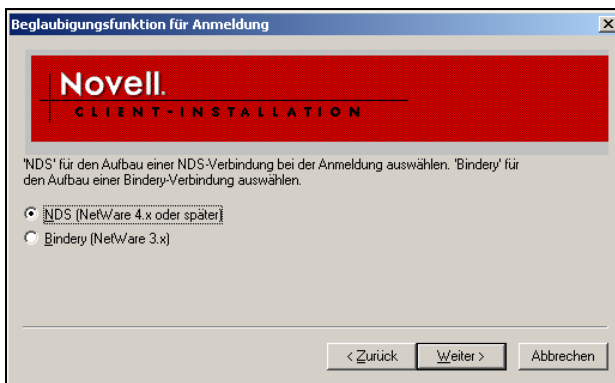 Beglaubigungsfunktion für Anmeldung
Novell.
CLIENT-INSTALLATION
'NDS' für den Aufbau einer NDS-Verbindung bei der Anmeldung auswählen. 'Bindery' für
den Aufbau einer Bindery-Verbindung auswählen.
NDS (NetWare 4.x oder später)
Bindery (NetWare 3.x)
< Zurück Weiter > Abbrechen